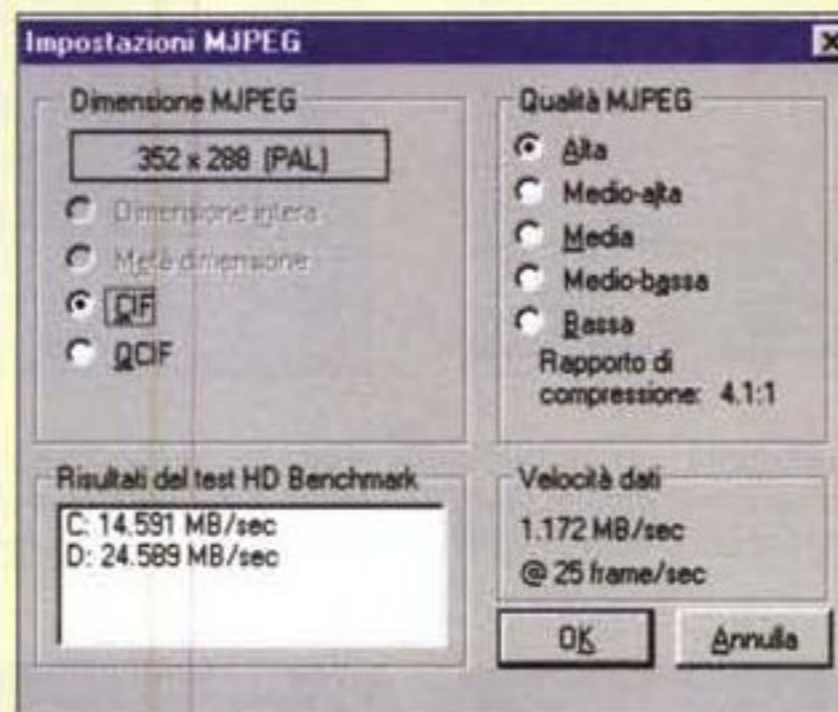 Impostazioni MJPEG
Dimensione MJPEG
352 x 288 (PAL)
Dimensione intera
Metà dimensione
CIF
QCIF
Qualità MJPEG
Alta
Medio-alta
Media
Medio-bassa
Bassa
Rapporto di
compressione: 4.1:1
Risultati del test HD Benchmark
C: 14.591 MB/sec
D: 24.589 MB/sec
Velocità dati
1.172 MB/sec
@ 25 frame/sec
OK
Annulla